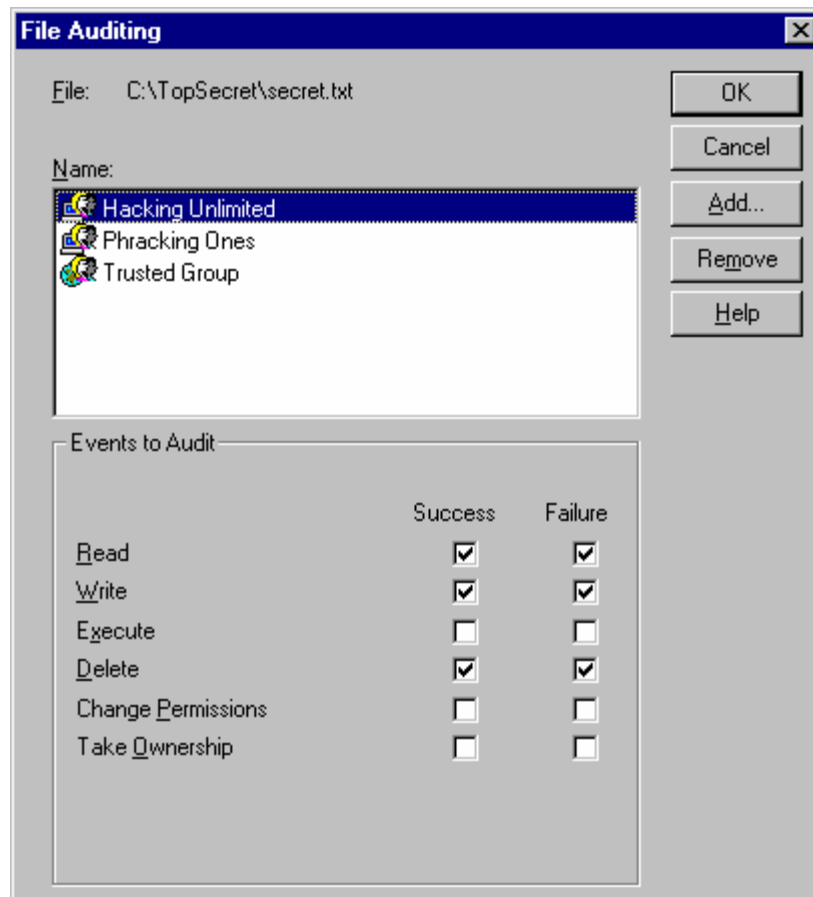 File Auditing
File: C:\TopSecret\secret.txt
OK
Cancel
Name:
Add...
Hacking Unlimited
Phracking Ones
Remove
Trusted Group
Help
Events to Audit
Success Failure
Read
Write
Execute
Delete
Change Permissions
Take Ownership